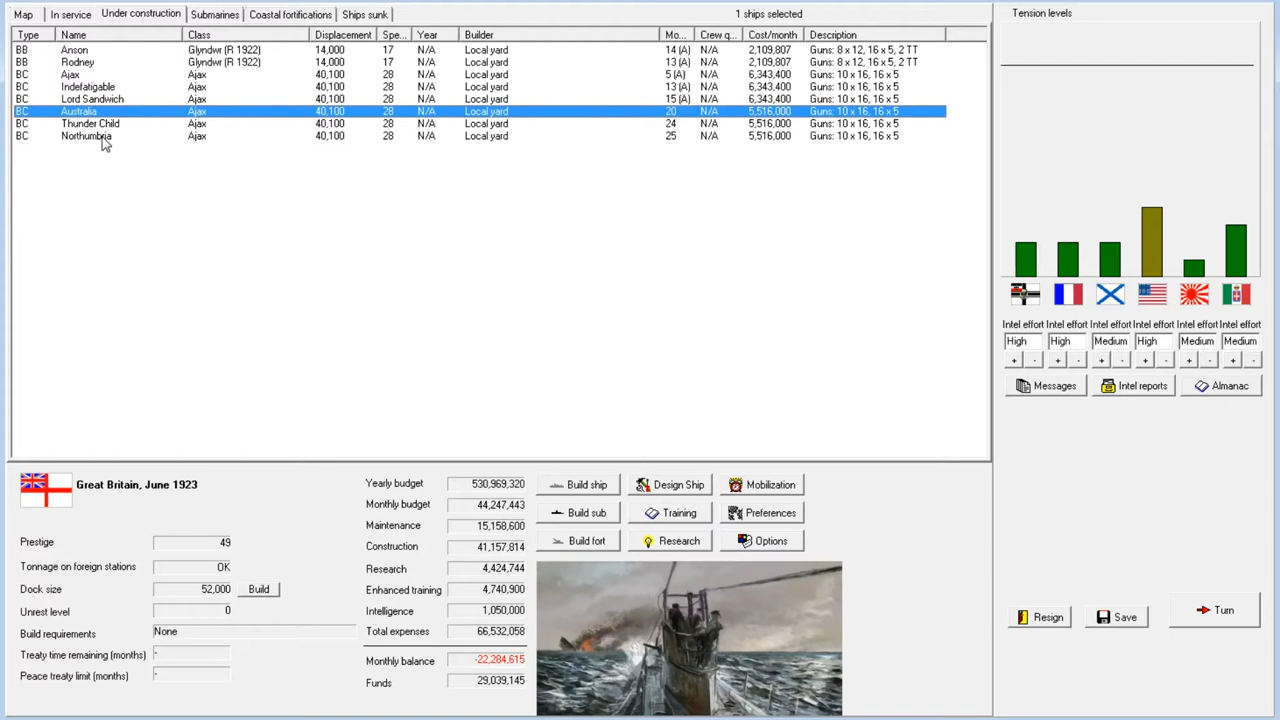 Map In service Under construction Submarines Coastal fortifications Ships sunk 1 ships selected Tension levels
Type Name Class Displacement Spe... Year Builder Mo... Crew q... Cost/month Description
BB Anson Glyndwr (R 1922) 14,000 17 N/A Local yard 14 (A) N/A 2,109,807 Guns: 8 x 12, 16 x 5, 2 TT
BB Rodney Glyndwr (R 1922) 14,000 17 N/A Local yard 13 (A) N/A 2,109,807 Guns: 8 x 12, 16 x 5, 2 TT
BC Ajax Ajax 40,100 28 N/A Local yard 5 (A) N/A 6,343,400 Guns: 10 x 16, 16 x 5
BC Indefatigable Ajax 40,100 28 N/A Local yard 13 (A) N/A 6,343,400 Guns: 10 x 16, 16 x 5
BC Lord Sandwich Ajax 40,100 28 N/A Local yard 15 (A) N/A 6,343,400 Guns: 10 x 16, 16 x 5
BC Australia Ajax 40,100 28 N/A Local yard 20 N/A 5,516,000 Guns: 10 x 16, 16 x 5
BC Thunder Child Ajax 40,100 28 N/A Local yard 24 N/A 5,516,000 Guns: 10 x 16, 16 x 5
BC Northumbria Ajax 40,100 28 N/A Local yard 25 N/A 5,516,000 Guns: 10 x 16, 16 x 5
Intel effort Intel effort Intel effort Intel effort Intel effort Intel effort
High High Medium High Medium Medium
+ - + - + - + - + - + -
Messages Intel reports Almanac
Great Britain, June 1923
Prestige 49
Tonnage on foreign stations OK
Dock size 52,000 Build
Unrest level 0
Build requirements None
Treaty time remaining (months) -
Peace treaty limit (months) -
Yearly budget 530,969,320
Monthly budget 44,247,443
Maintenance 15,158,600
Construction 41,157,814
Research 4,424,744
Enhanced training 4,740,900
Intelligence 1,050,000
Total expenses 66,532,058
Monthly balance -22,284,615
Funds 29,039,145
Build ship Design Ship Mobilization
Build sub Training Preferences
Build fort Research Options
Resign Save Turn